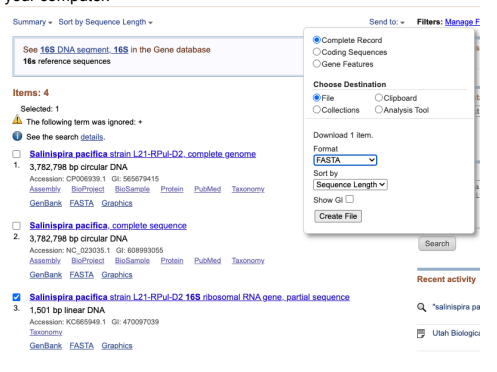 your computer.
Summary Sort by Sequence Length Send to: Filters: Manage F
See 16S DNA segment, 16S in the Gene database
16s reference sequences
Complete Record
Coding Sequences
Gene Features
Choose Destination
File Clipboard
Collections Analysis Tool
Download 1 item.
Format
FASTA
Sort by
Sequence Length
Show GI
Create File
Items: 4
Selected: 1
The following term was ignored: +
See the search details.
Salinispira pacifica strain L21-RPul-D2, complete genome
1. 3,782,798 bp circular DNA
Accession: CP006939.1 GI: 565679415
Assembly BioProject BioSample Protein PubMed Taxonomy
GenBank FASTA Graphics
Salinispira pacifica, complete sequence
2. 3,782,798 bp circular DNA
Accession: NC_023035.1 GI: 608993055
Assembly BioProject BioSample Protein PubMed Taxonomy
GenBank FASTA Graphics
Salinispira pacifica strain L21-RPul-D2 16S ribosomal RNA gene, partial sequence
3. 1,501 bp linear DNA
Accession: KC665949.1 GI: 470097039
Taxonomy
GenBank FASTA Graphics
Search
Recent activity
"salinispira pa
Utah Biologica